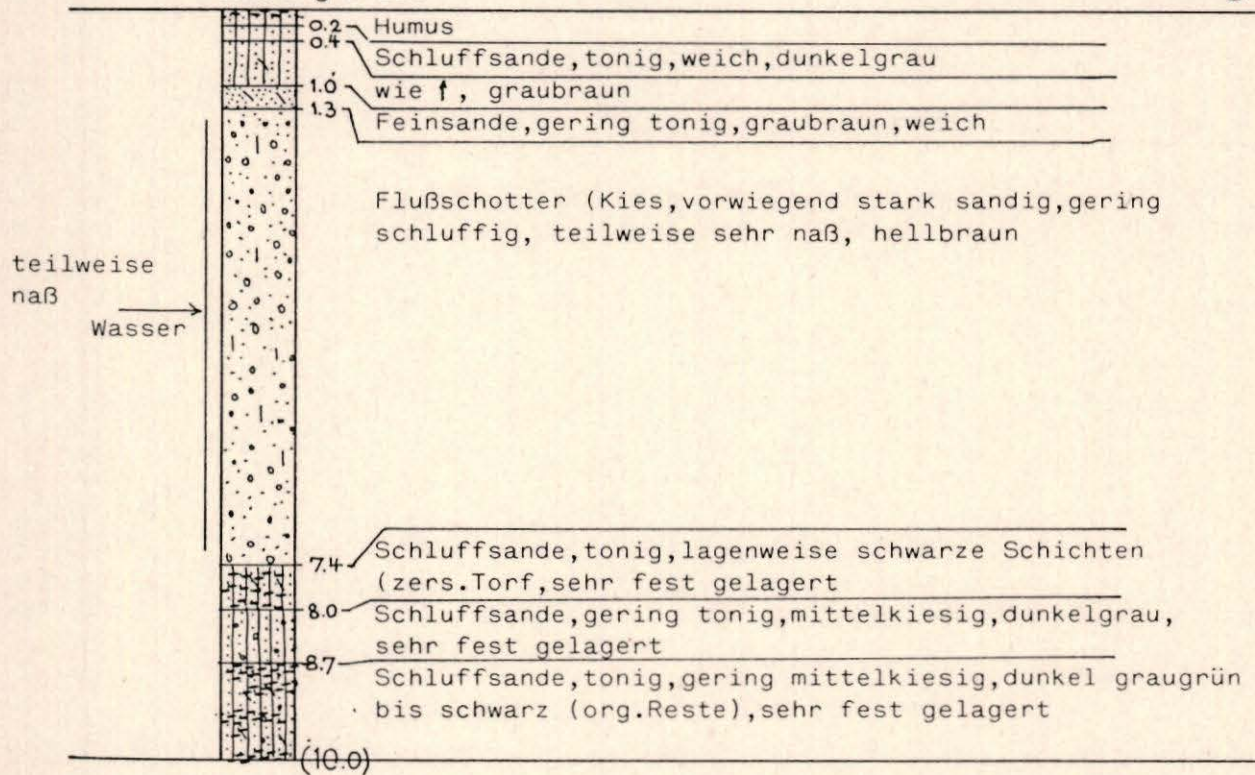 0.2 Humus
0.4
Schluffsande,tonig,weich,dunkelgrau
1.0 wie ↑, graubraun
1.3 Feinsande,gering tonig,graubraun,weich
Flußschotter (Kies,vorwiegend stark sandig,gering
schluffig, teilweise sehr naß, hellbraun
teilweise
naß
Wasser
7.4 Schluffsande,tonig,lagenweise schwarze Schichten
(zers.Torf,sehr fest gelagert
8.0 Schluffsande,gering tonig,mittelkiesig,dunkelgrau,
sehr fest gelagert
8.7 Schluffsande,tonig,gering mittelkiesig,dunkel graugrün
bis schwarz (org.Reste),sehr fest gelagert
(10.0)